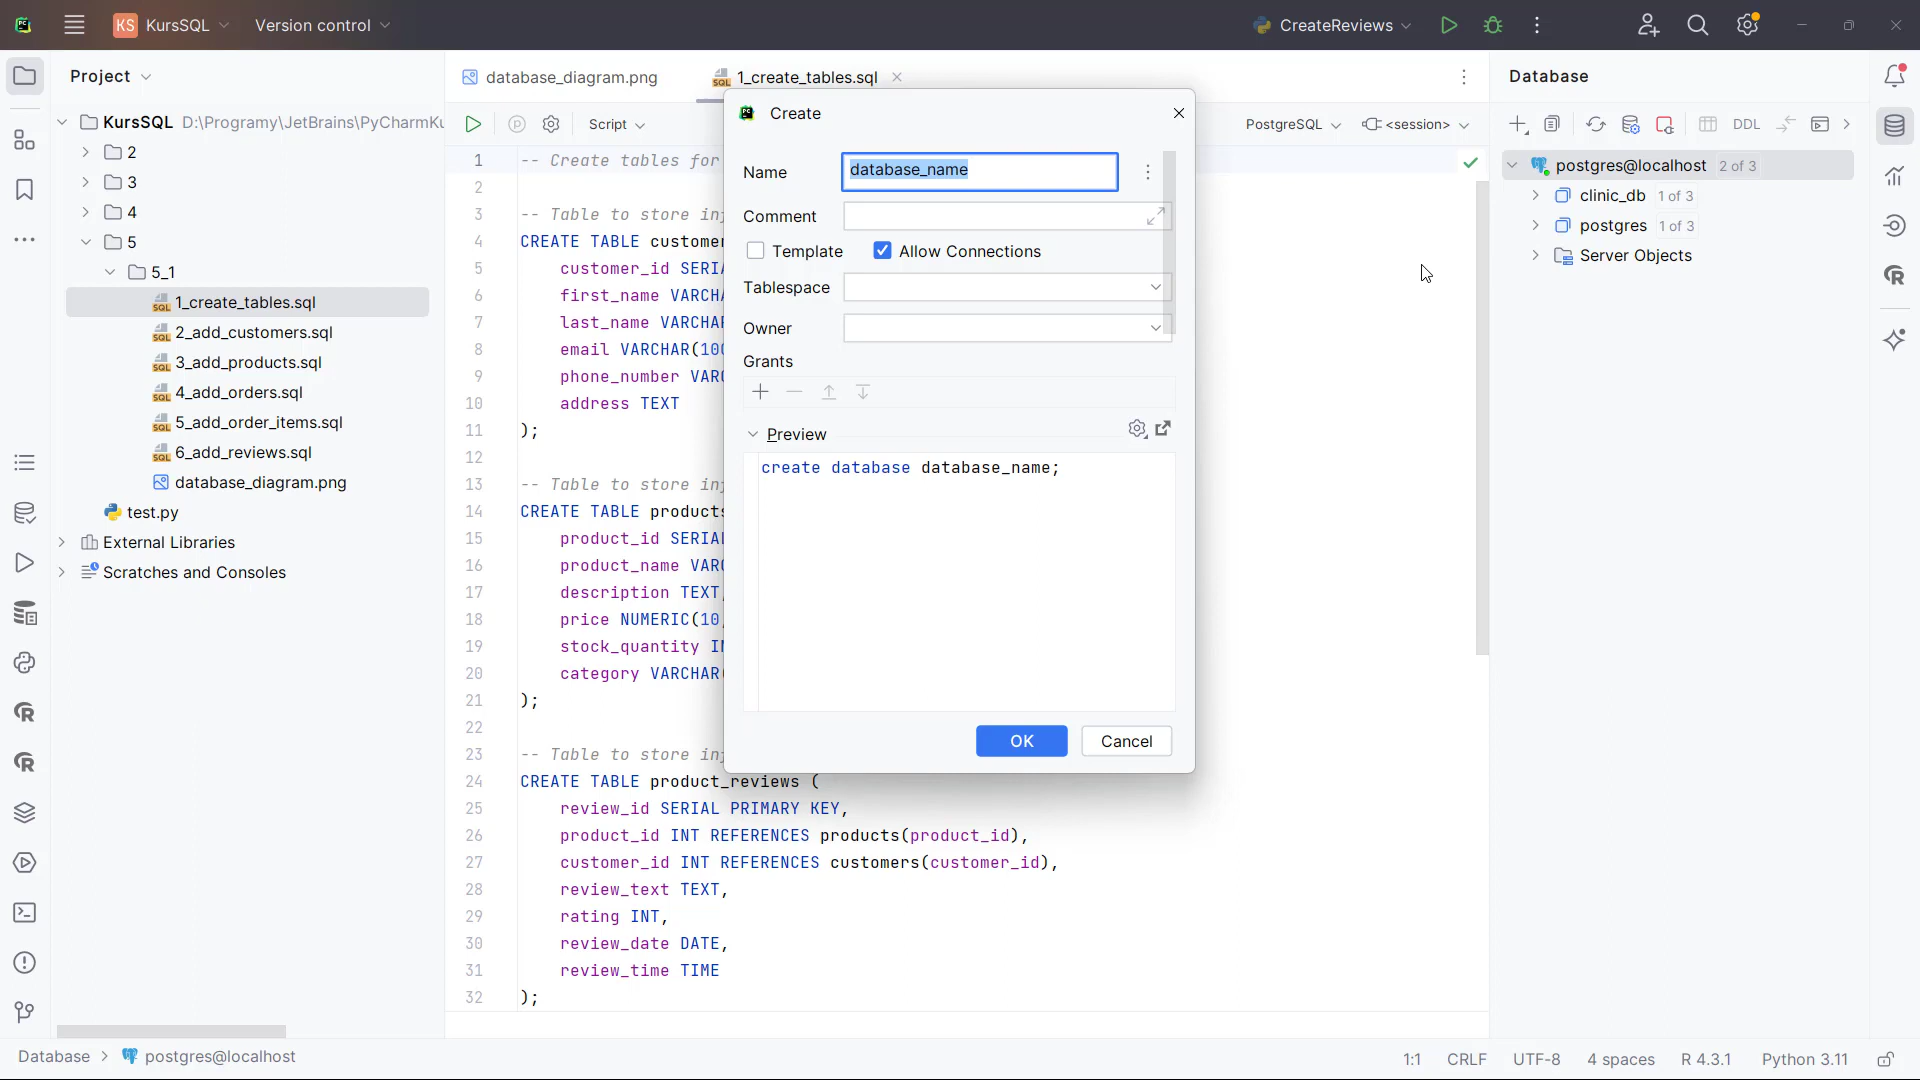 KS KursSQL Version control CreateReviews
Project
KursSQL D:\Programy\JetBrains\PyCharmKu
2
3
4
5
5_1
1_create_tables.sql
2_add_customers.sql
3_add_products.sql
4_add_orders.sql
5_add_order_items.sql
6_add_reviews.sql
database_diagram.png
test.py
External Libraries
Scratches and Consoles
database_diagram.png 1_create_tables.sql
Script PostgreSQL <session>
1 -- Create tables for
2
3 -- Table to store in
4 CREATE TABLE customer
5 customer_id SERIA
6 first_name VARCHA
7 last_name VARCHAR
8 email VARCHAR(100
9 phone_number VARC
10 address TEXT
11 );
12
13 -- Table to store in
14 CREATE TABLE products
15 product_id SERIAL
16 product_name VARC
17 description TEXT,
18 price NUMERIC(10,
19 stock_quantity IN
20 category VARCHAR(
21 );
22
23 -- Table to store in
24 CREATE TABLE product_reviews (
25 review_id SERIAL PRIMARY KEY,
26 product_id INT REFERENCES products(product_id),
27 customer_id INT REFERENCES customers(customer_id),
28 review_text TEXT,
29 rating INT,
30 review_date DATE,
31 review_time TIME
32 );
Create
Name database_name
Comment
Template Allow Connections
Tablespace
Owner
Grants
Preview
create database database_name;
OK Cancel
Database
DDL
postgres@localhost 2 of 3
clinic_db 1 of 3
postgres 1 of 3
Server Objects
Database > postgres@localhost
1:1 CRLF UTF-8 4 spaces R 4.3.1 Python 3.11